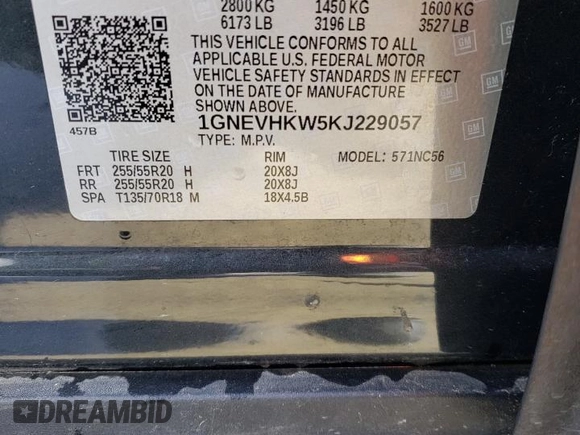 2800 KG 1450 KG 1600 KG
6173 LB 3196 LB 3527 LB
THIS VEHICLE CONFORMS TO ALL
APPLICABLE U.S. FEDERAL MOTOR
VEHICLE SAFETY STANDARDS IN EFFECT
ON THE DATE OF MANUFACTURE
SHOWN ABOVE.
1GNEVHKW5KJ229057
457B
TYPE: M.P.V.
TIRE SIZE RIM MODEL: 571NC56
FRT 255/55R20 H 20X8J
RR 255/55R20 H 20X8J
SPA T135/70R18 M 18X4.5B
GM
DREAMBID